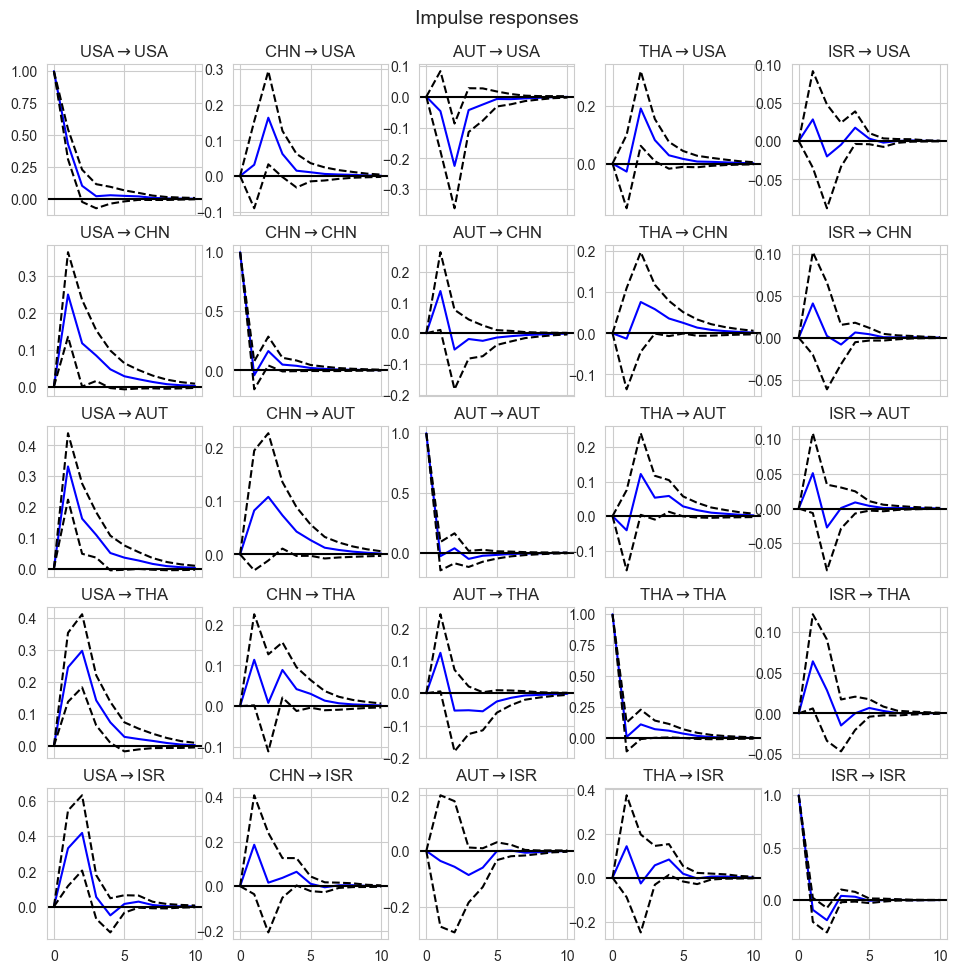 Impulse responses
USA→USA CHN→USA AUT→USA THA→USA ISR→USA
1.00 0.75 0.50 0.25 0.00
0.3 0.2 0.1 0.0 −0.1
0.1 0.0 −0.1 −0.2 −0.3
0.2 0.0
0.10 0.05 0.00 −0.05
USA→CHN CHN→CHN AUT→CHN THA→CHN ISR→CHN
0.3 0.2 0.1 0.0
1.0 0.5 0.0
0.2 0.1 0.0 −0.1 −0.2
0.2 0.1 0.0 −0.1
0.10 0.05 0.00 −0.05
USA→AUT CHN→AUT AUT→AUT THA→AUT ISR→AUT
0.4 0.3 0.2 0.1 0.0
0.2 0.1 0.0
1.0 0.5 0.0
0.2 0.1 0.0 −0.1
0.10 0.05 0.00 −0.05
USA→THA CHN→THA AUT→THA THA→THA ISR→THA
0.4 0.3 0.2 0.1 0.0
0.2 0.1 0.0 −0.1
0.2 0.1 0.0 −0.1 −0.2
1.00 0.75 0.50 0.25 0.00
0.10 0.05 0.00 −0.05
USA→ISR CHN→ISR AUT→ISR THA→ISR ISR→ISR
0.6 0.4 0.2 0.0
0.4 0.2 0.0 −0.2
0.2 0.0 −0.2
0.4 0.2 0.0 −0.2
1.0 0.5 0.0
0 5 10 0 5 10 0 5 10 0 5 10 0 5 10